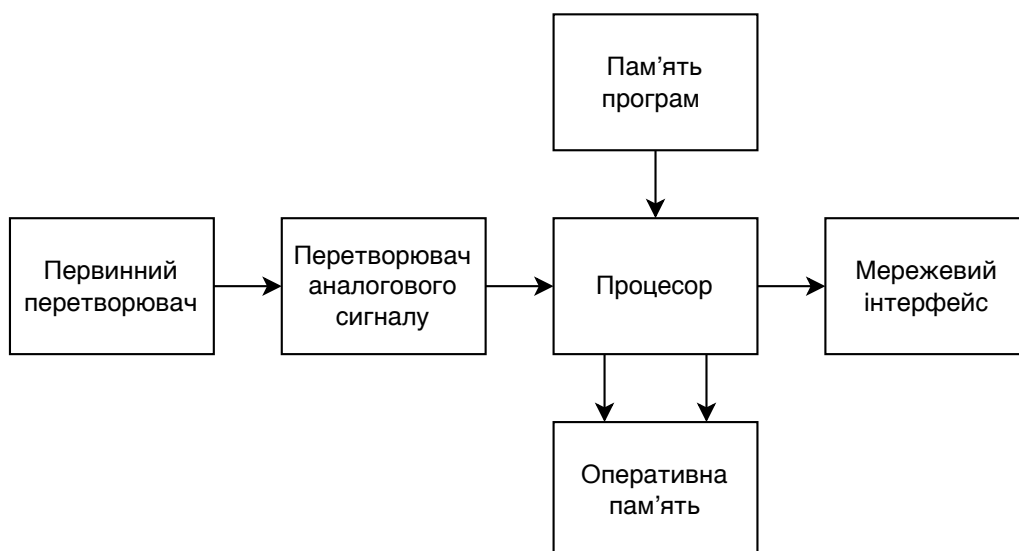 Пам’ять
програм
Первинний
перетворювач
Перетворювач
аналогового
сигналу
Процесор
Мережевий
інтерфейс
Оперативна
пам’ять